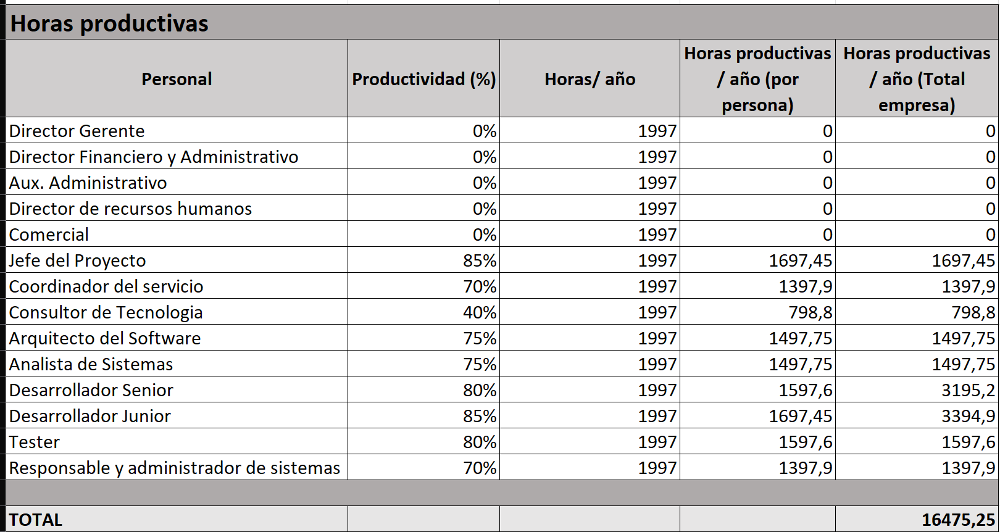 Horas productivas
Personal Productividad (%) Horas/ año Horas productivas / año (por persona) Horas productivas / año (Total empresa)
Director Gerente 0% 1997 0 0
Director Financiero y Administrativo 0% 1997 0 0
Aux. Administrativo 0% 1997 0 0
Director de recursos humanos 0% 1997 0 0
Comercial 0% 1997 0 0
Jefe del Proyecto 85% 1997 1697,45 1697,45
Coordinador del servicio 70% 1997 1397,9 1397,9
Consultor de Tecnologia 40% 1997 798,8 798,8
Arquitecto del Software 75% 1997 1497,75 1497,75
Analista de Sistemas 75% 1997 1497,75 1497,75
Desarrollador Senior 80% 1997 1597,6 3195,2
Desarrollador Junior 85% 1997 1697,45 3394,9
Tester 80% 1997 1597,6 1597,6
Responsable y administrador de sistemas 70% 1997 1397,9 1397,9
TOTAL 16475,25